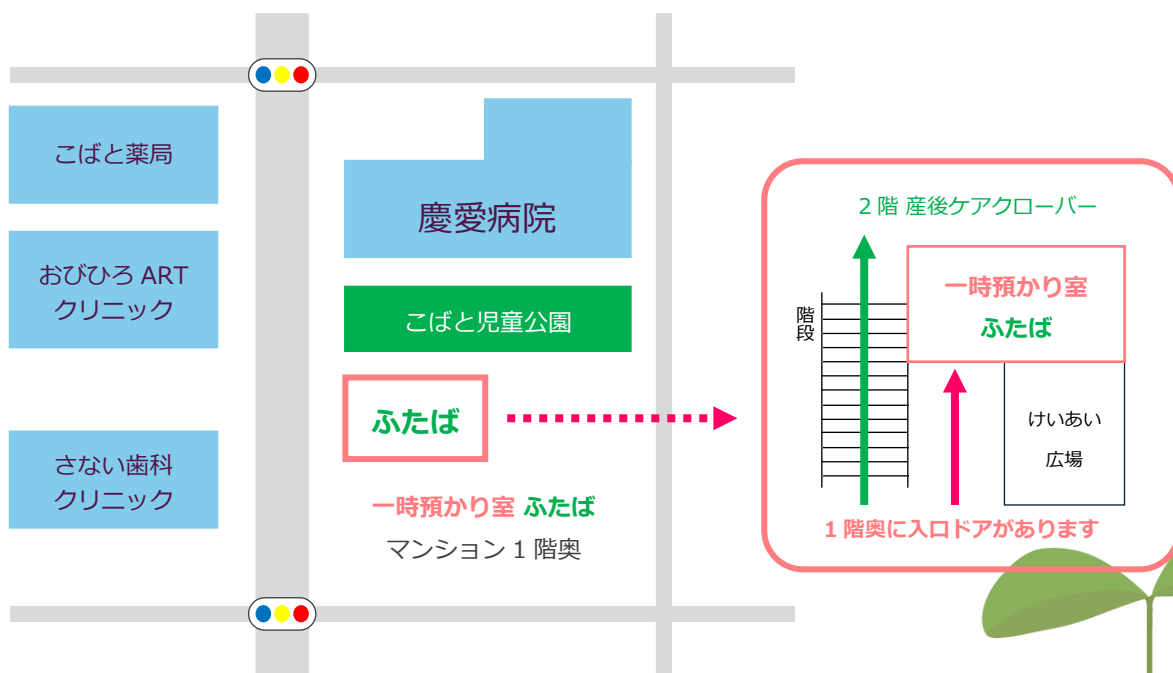 こばと薬局
おびひろ ART
クリニック
さない歯科
クリニック
慶愛病院
こばと児童公園
ふたば
一時預かり室 ふたば
マンション 1 階奥
2 階 産後ケアクローバー
階段
一時預かり室
ふたば
けいあい
広場
1 階奥に入口ドアがあります